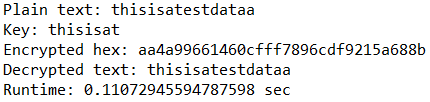 Plain text: thisisatestdataa
Key: thisisat
Encrypted hex: aa4a99661460cfff7896cdf9215a688b
Decrypted text: thisisatestdataa
Runtime: 0.11072945594787598 sec